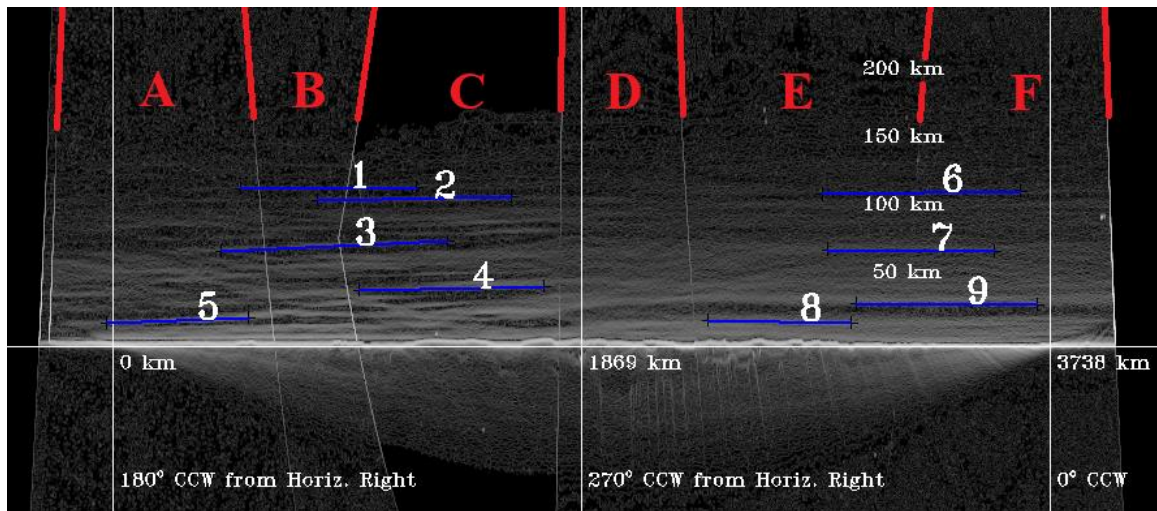 A B C D E F
200 km
150 km
1
2
6
100 km
3
7
50 km
4
5
8
9
0 km
1869 km
3738 km
180° CCW from Horiz. Right
270° CCW from Horiz. Right
0° CCW